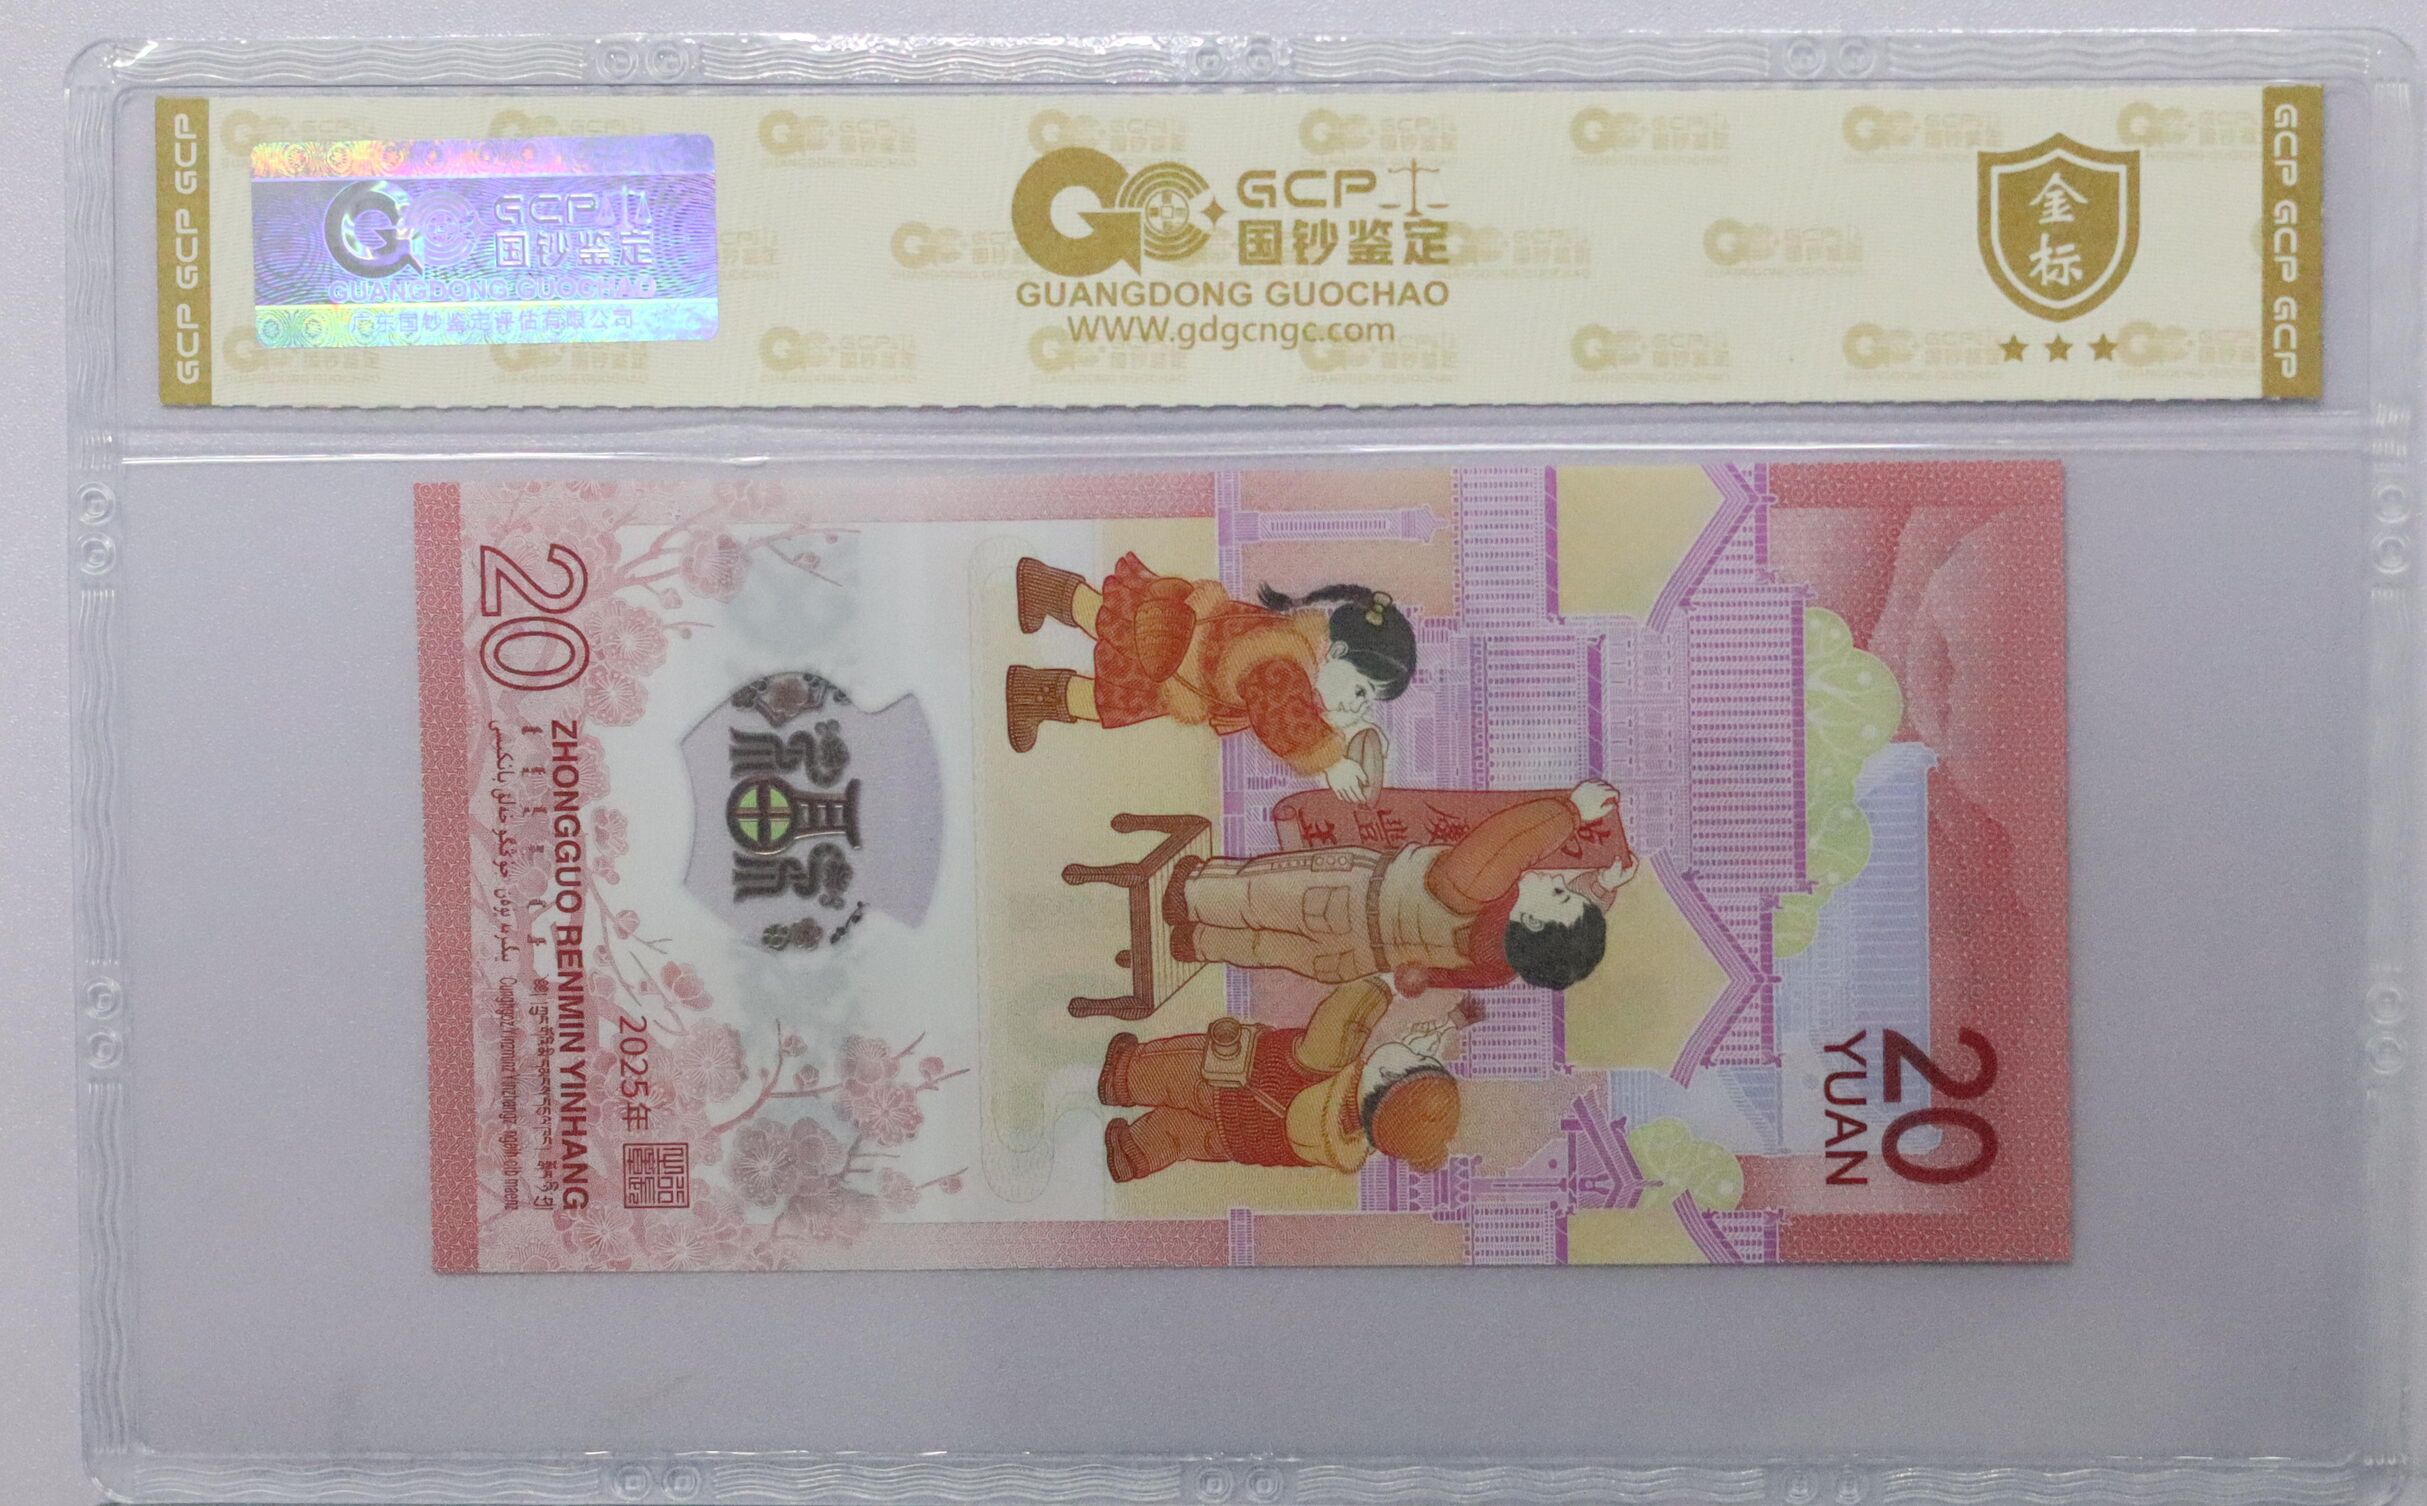 GCP GCP GCP
GCP
国钞鉴定
GUANGDONG GUOCHAO
广东国钞鉴定评估有限公司
GCP
国钞鉴定
GUANGDONG GUOCHAO
WWW.gdgcngc.com
金
标
GCP GCP GCP
20
YUAN
2025年
ZHONGGUO RENMIN YINHANG
20